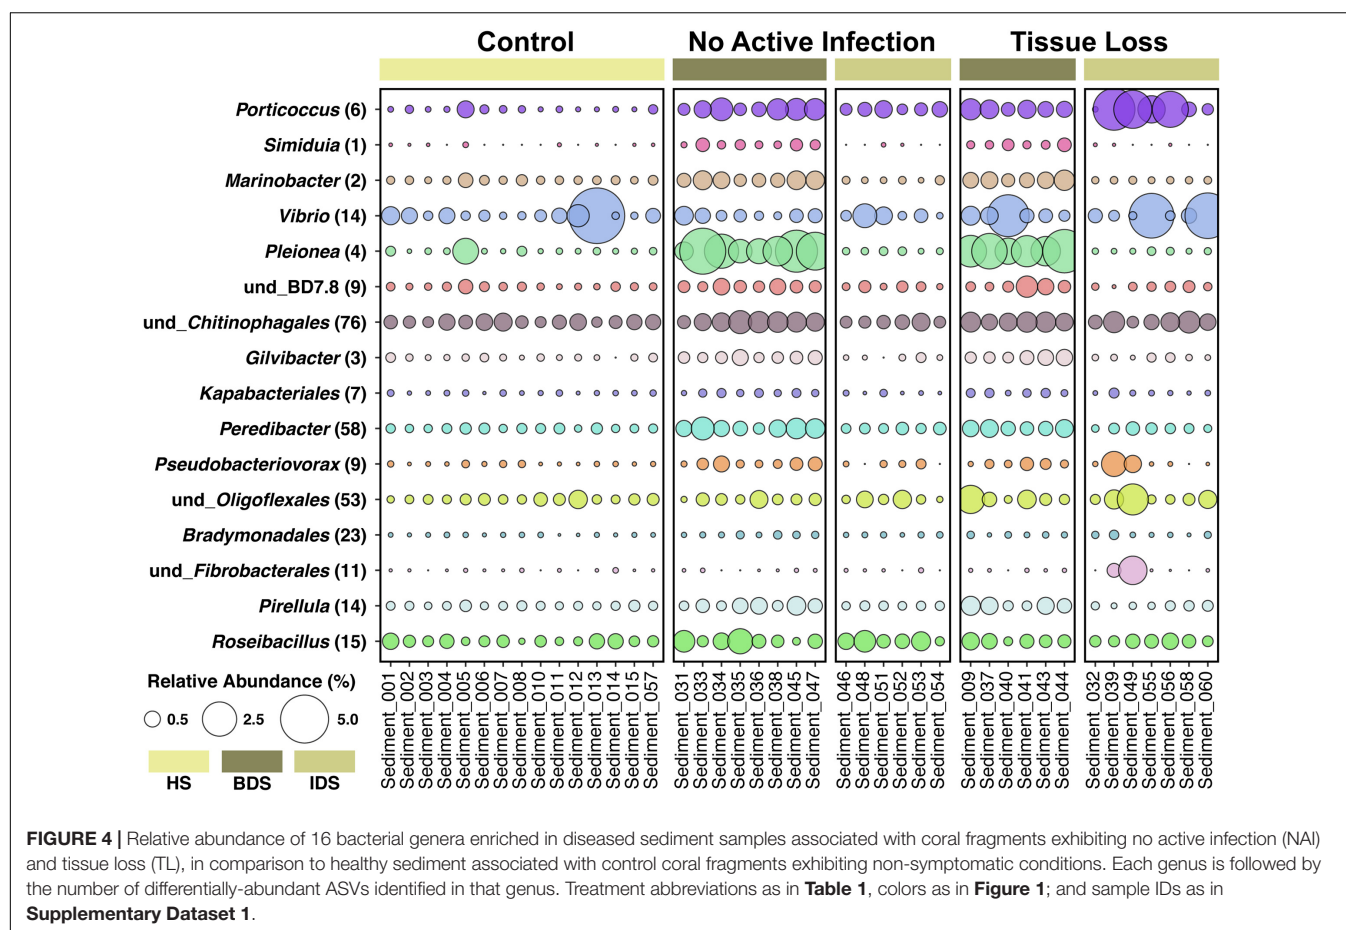 Control No Active Infection Tissue Loss
Porticoccus (6)
Simiduia (1)
Marinobacter (2)
Vibrio (14)
Pleionea (4)
und_BD7.8 (9)
und_Chitinophagales (76)
Gilvibacter (3)
Kapabacteriales (7)
Peredibacter (58)
Pseudobacteriovorax (9)
und_Oligoflexales (53)
Bradymonadales (23)
und_Fibrobacterales (11)
Pirellula (14)
Roseibacillus (15)
Sediment_001
Sediment_002
Sediment_003
Sediment_004
Sediment_005
Sediment_006
Sediment_007
Sediment_008
Sediment_010
Sediment_011
Sediment_012
Sediment_013
Sediment_014
Sediment_015
Sediment_057
Sediment_031
Sediment_033
Sediment_034
Sediment_035
Sediment_036
Sediment_038
Sediment_045
Sediment_047
Sediment_046
Sediment_048
Sediment_051
Sediment_052
Sediment_053
Sediment_054
Sediment_009
Sediment_037
Sediment_040
Sediment_041
Sediment_043
Sediment_044
Sediment_032
Sediment_039
Sediment_049
Sediment_055
Sediment_056
Sediment_058
Sediment_060
Relative Abundance (%)
0.5 2.5 5.0
HS BDS IDS
FIGURE 4 | Relative abundance of 16 bacterial genera enriched in diseased sediment samples associated with coral fragments exhibiting no active infection (NAI)
and tissue loss (TL), in comparison to healthy sediment associated with control coral fragments exhibiting non-symptomatic conditions. Each genus is followed by
the number of differentially-abundant ASVs identified in that genus. Treatment abbreviations as in Table 1, colors as in Figure 1; and sample IDs as in
Supplementary Dataset 1.